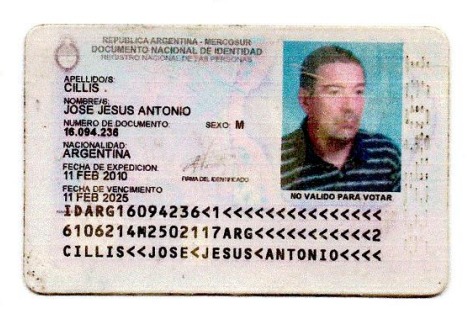 REPUBLICA ARGENTINA - MERCOSUR
DOCUMENTO NACIONAL DE IDENTIDAD
REGISTRO NACIONAL DE LAS PERSONAS
APELLIDO/S
CILLIS
NOMBRE/S
JOSE JESUS ANTONIO
NUMERO DE DOCUMENTO SEXO M
16.094.236
NACIONALIDAD
ARGENTINA
FECHA DE EXPEDICION
11 FEB 2010
FIRMA DEL IDENTIFICADO
FECHA DE VENCIMIENTO
11 FEB 2025
NO VALIDO PARA VOTAR
IDARG16094236<1<<<<<<<<<<<<<<<
6106214M2502117ARG<<<<<<<<<<<2
CILLIS<<JOSE<JESUS<ANTONIO<<<<